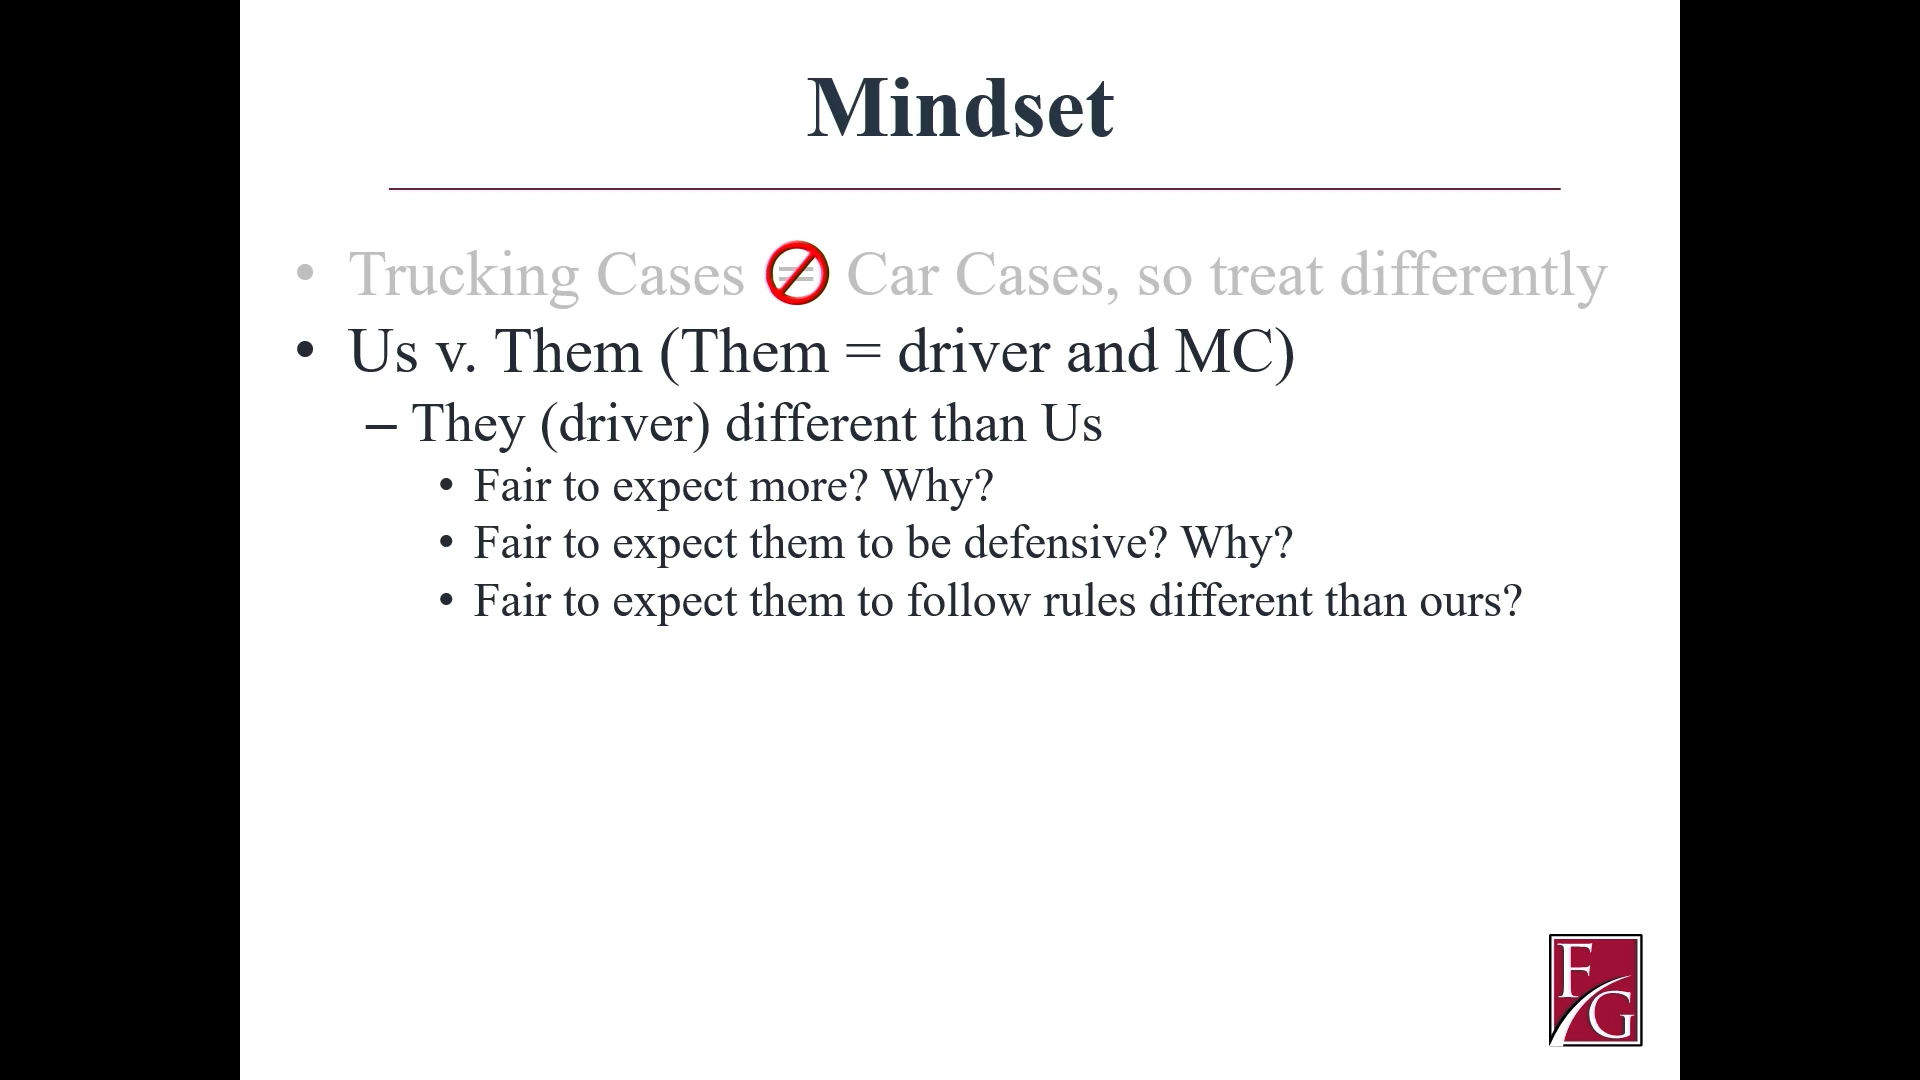 Mindset
• Trucking Cases = Car Cases, so treat differently
• Us v. Them (Them = driver and MC)
– They (driver) different than Us
• Fair to expect more? Why?
• Fair to expect them to be defensive? Why?
• Fair to expect them to follow rules different than ours?
FG